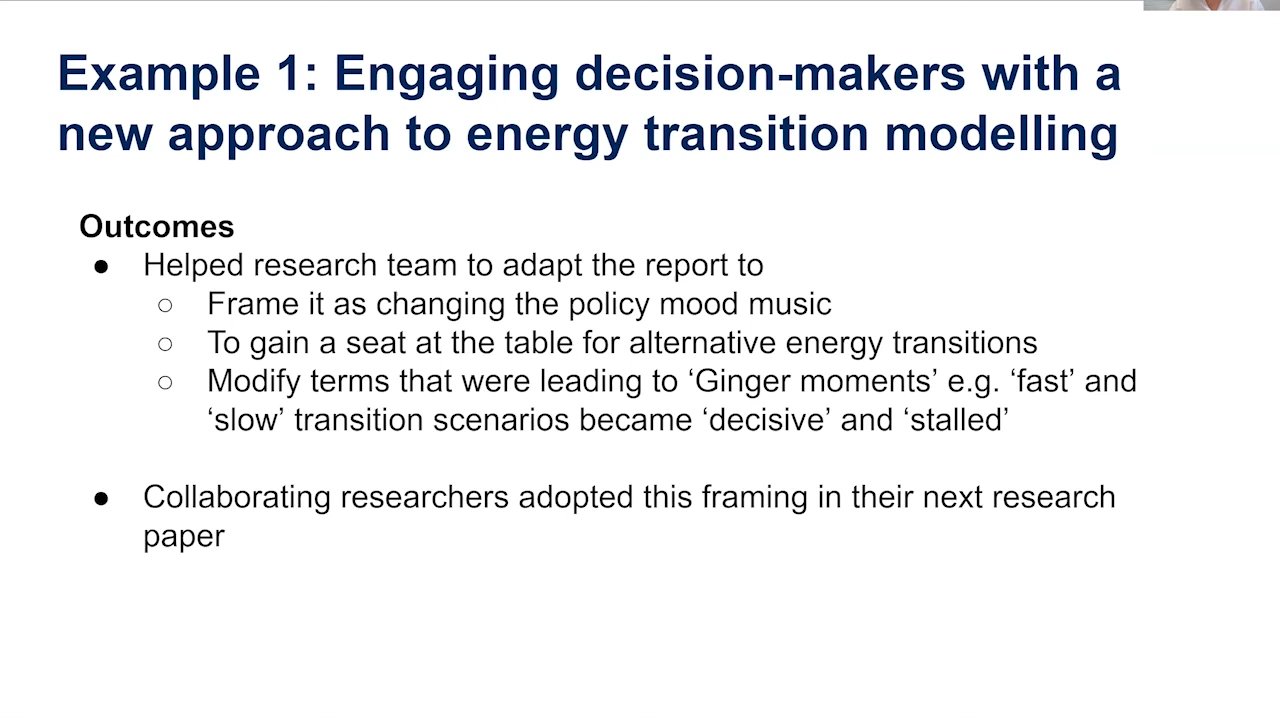 Example 1: Engaging decision-makers with a
new approach to energy transition modelling
Outcomes
● Helped research team to adapt the report to
○ Frame it as changing the policy mood music
○ To gain a seat at the table for alternative energy transitions
○ Modify terms that were leading to ‘Ginger moments’ e.g. ‘fast’ and
‘slow’ transition scenarios became ‘decisive’ and ‘stalled’
● Collaborating researchers adopted this framing in their next research
paper